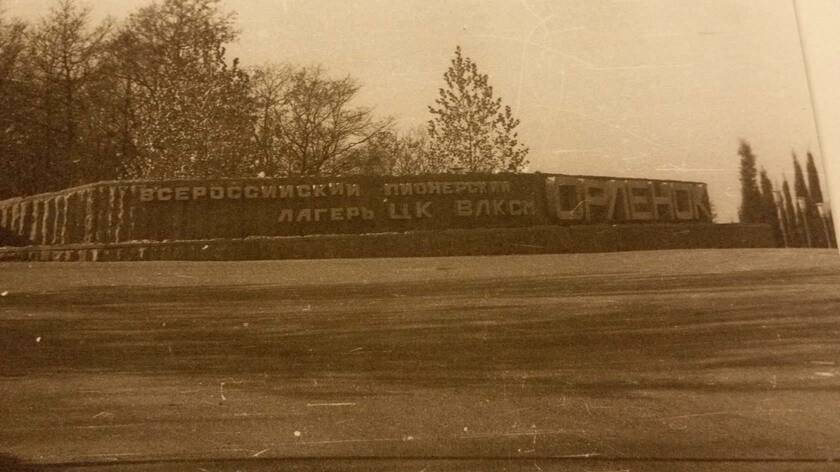 ВСЕРОССИЙСКИЙ ПИОНЕРСКИЙ
ЛАГЕРЬ ЦК ВЛКСМ
ОРЛЕНОК